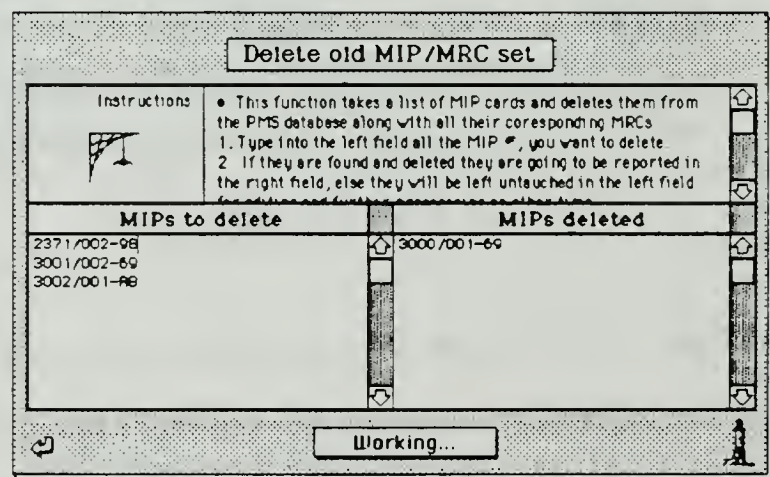 Delete old MIP/MRC set
Instructions
• This function takes a list of MIP cards and deletes them from
the PMS database along with all their coresponding MRCs
1. Type into the left field all the MIP #, you want to delete.
2 If they are found and deleted they are going to be reported in
the right field, else they will be left untauched in the left field
MIPs to delete
MIPs deleted
2371/002-98
3001/002-69
3002/001-A8
3000/001-69
Working...